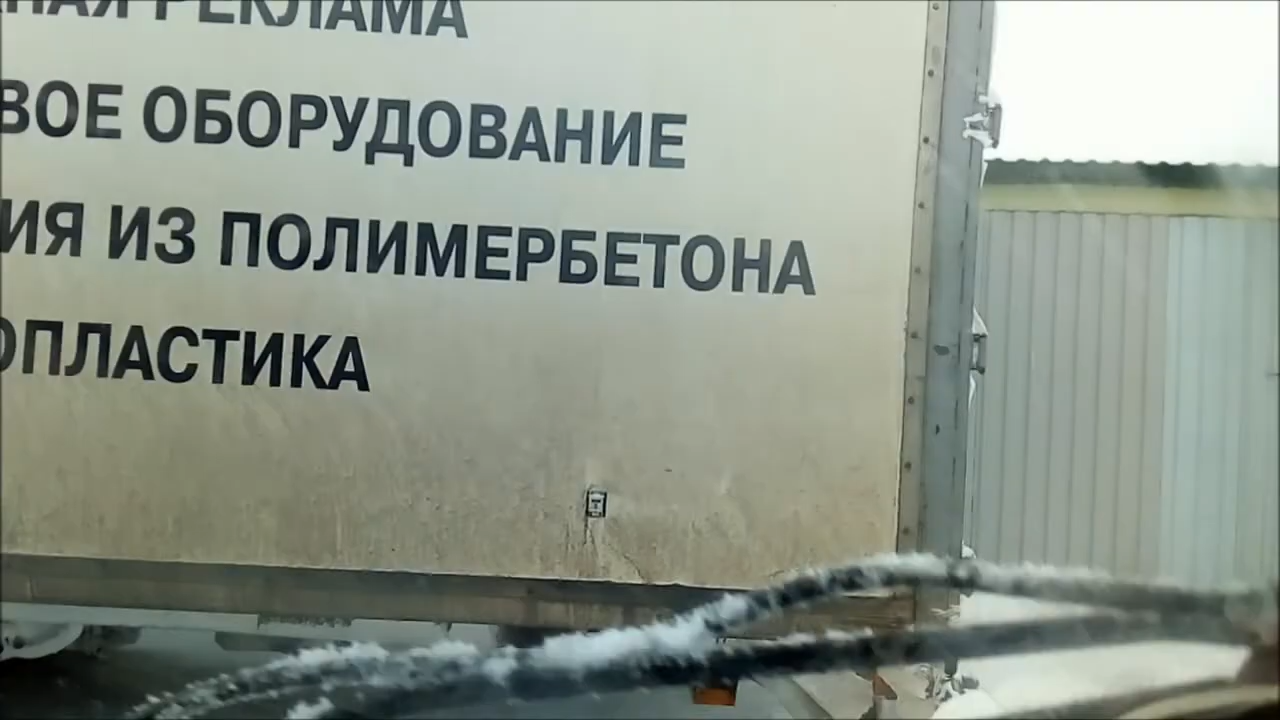 НАЯ РЕКЛАМА
ВОЕ ОБОРУДОВАНИЕ
ИЯ ИЗ ПОЛИМЕРБЕТОНА
ОПЛАСТИКА